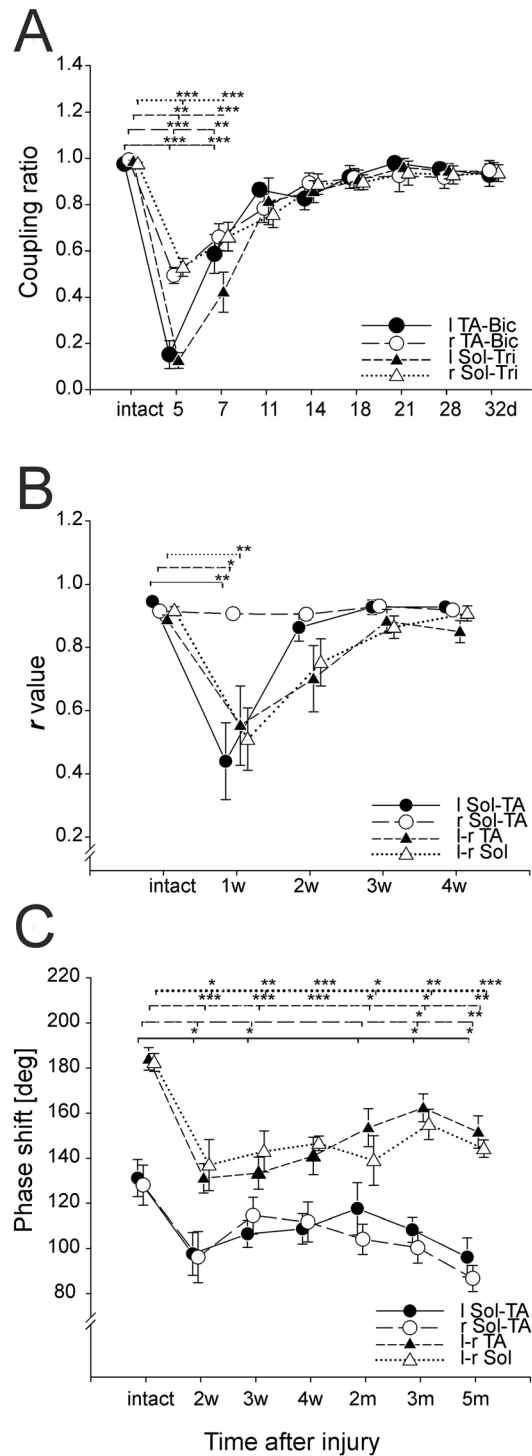 A
1.4
*** ***
** ***
1.2
*** **
*** ***
1.0
0.8
0.6
0.4
0.2
0.0
Coupling ratio
l TA-Bic
r TA-Bic
l Sol-Tri
r Sol-Tri
intact 5 7 11 14 18 21 28 32d
B
1.2
**
*
**
1.0
0.8
0.6
0.4
0.2
r value
l Sol-TA
r Sol-TA
l-r TA
l-r Sol
intact 1w 2w 3w 4w
C
220
* ** *** * ** ***
*** *** *** * * **
200
* * * **
* * *
180
160
140
120
100
80
Phase shift [deg]
l Sol-TA
r Sol-TA
l-r TA
l-r Sol
intact 2w 3w 4w 2m 3m 5m
Time after injury